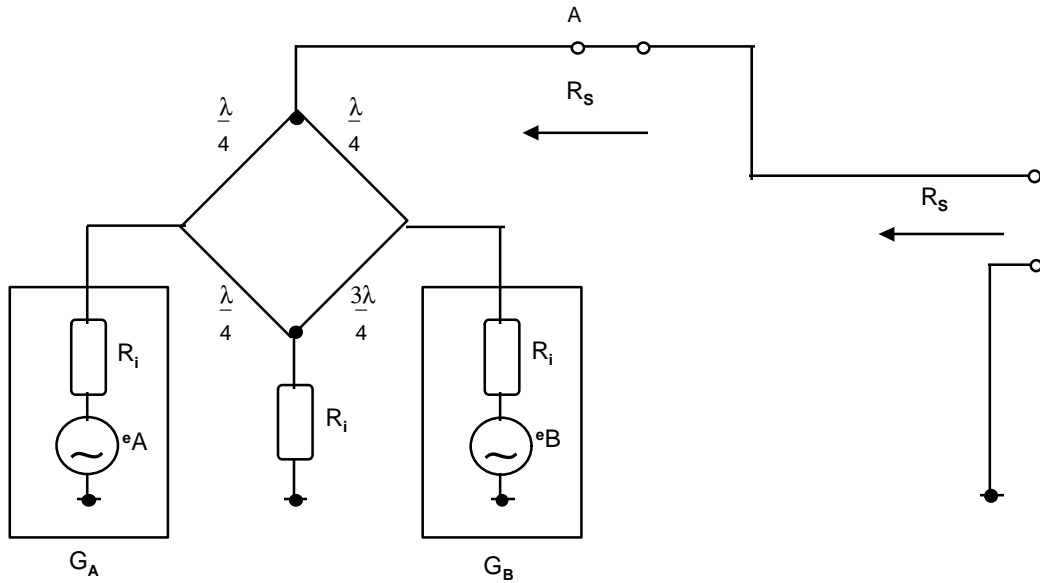 A
R_S
λ/4
λ/4
R_S
λ/4
3λ/4
R_i
R_i
R_i
e_A
e_B
G_A
G_B